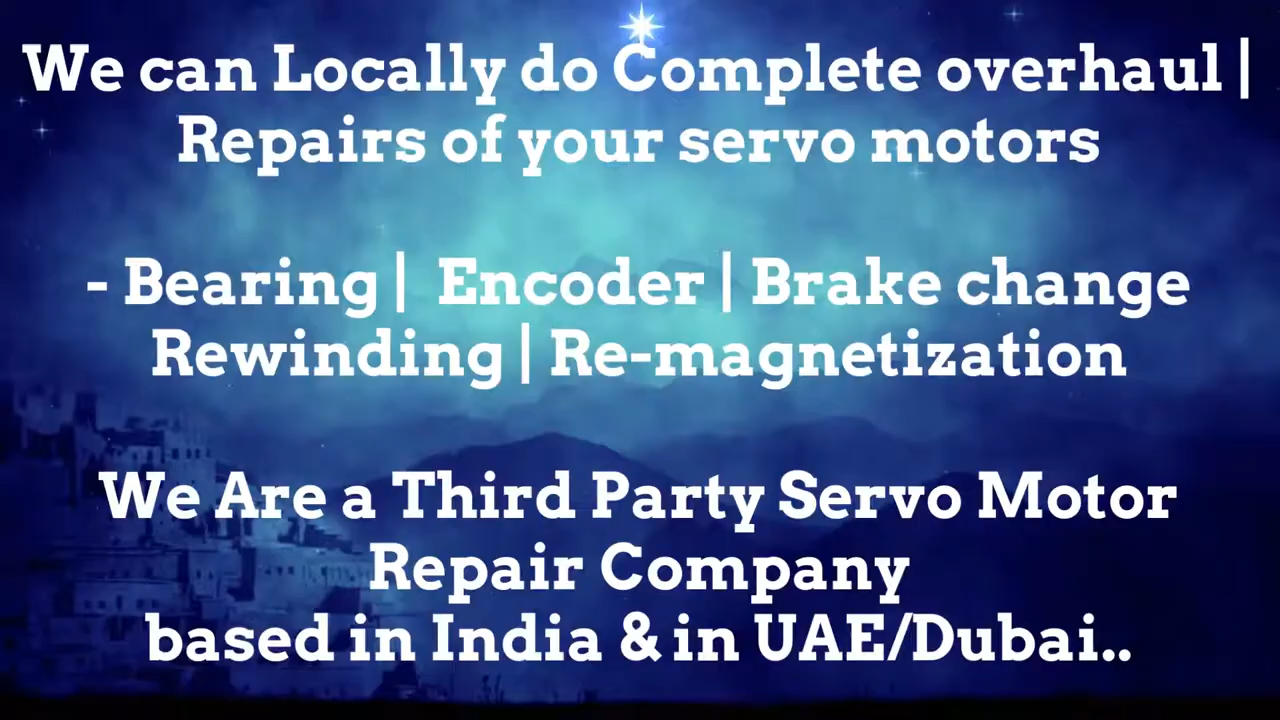 We can Locally do Complete overhaul |
Repairs of your servo motors
- Bearing | Encoder | Brake change
Rewinding | Re-magnetization
We Are a Third Party Servo Motor
Repair Company
based in India & in UAE/Dubai..